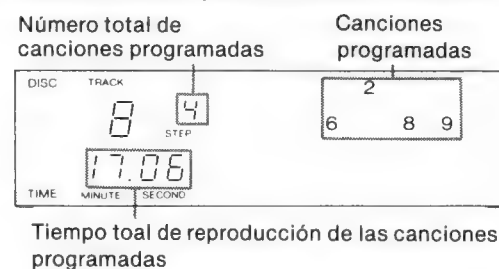 Número total de
canciones programadas
Canciones
programadas
DISC TRACK
2
8 4
STEP
6 8 9
17.06
TIME MINUTE SECOND
Tiempo toal de reproducción de las canciones
programadas